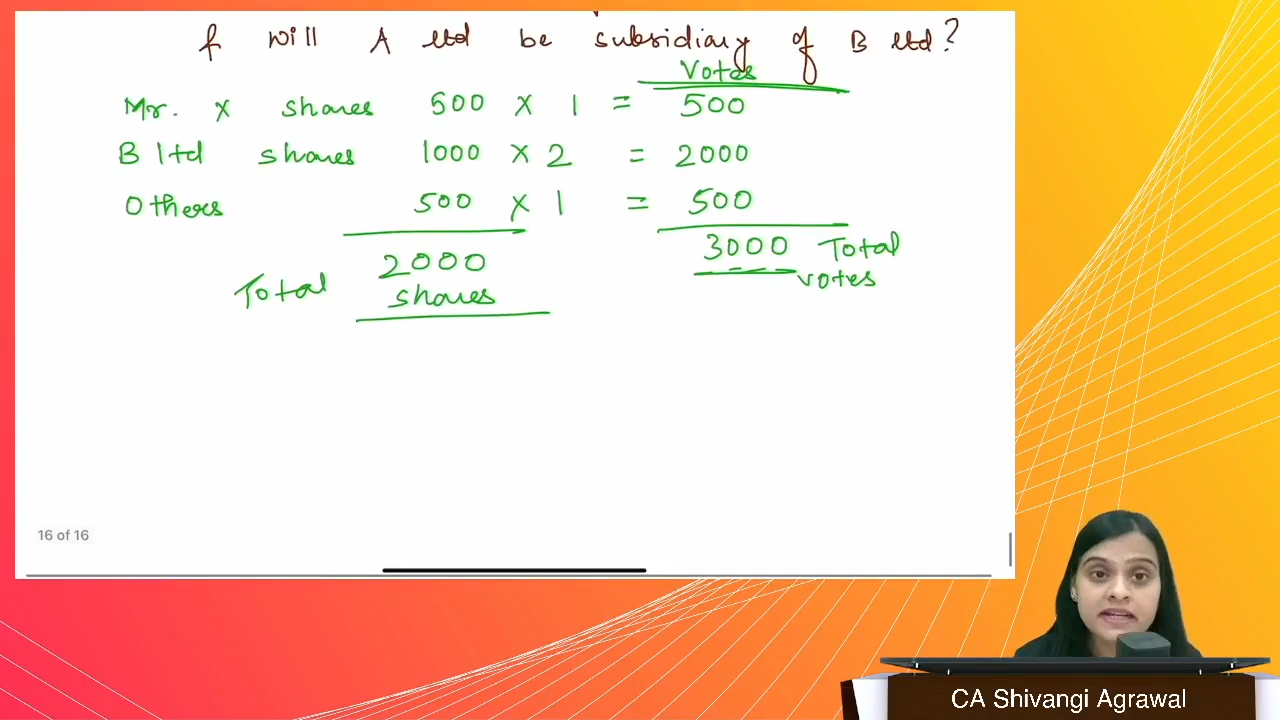 & will A ltd be subsidiary of B ltd?
Votes
Mr. X shares 500 X 1 = 500
B ltd shares 1000 X 2 = 2000
Others 500 X 1 = 500
Total 2000 shares
3000 Total votes
16 of 16
CA Shivangi Agrawal